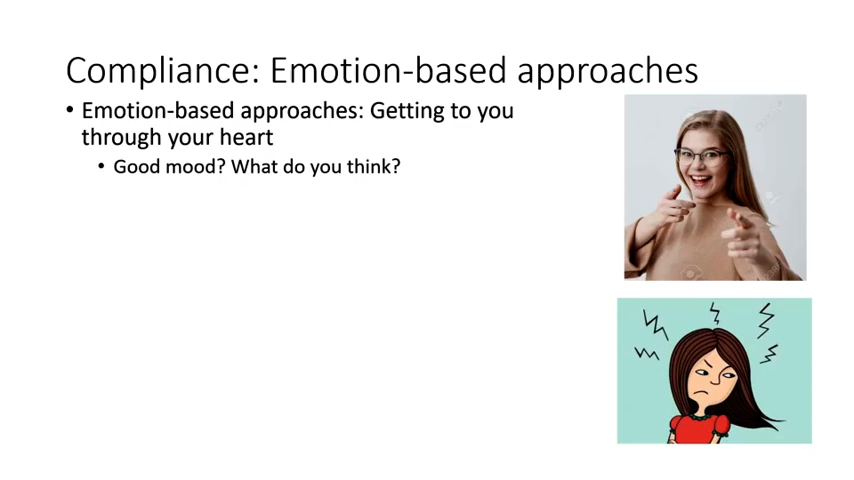 Compliance: Emotion-based approaches
• Emotion-based approaches: Getting to you
through your heart
• Good mood? What do you think?